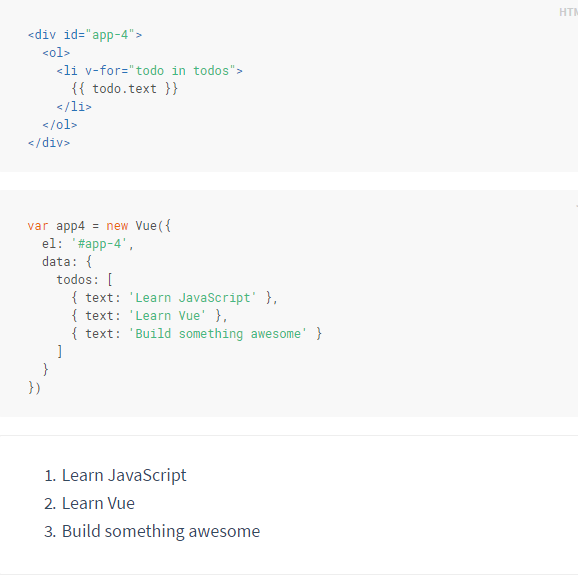 HTM
<div id="app-4">
  <ol>
    <li v-for="todo in todos">
      {{ todo.text }}
    </li>
  </ol>
</div>
var app4 = new Vue({
  el: '#app-4',
  data: {
    todos: [
      { text: 'Learn JavaScript' },
      { text: 'Learn Vue' },
      { text: 'Build something awesome' }
    ]
  }
})
1. Learn JavaScript
2. Learn Vue
3. Build something awesome